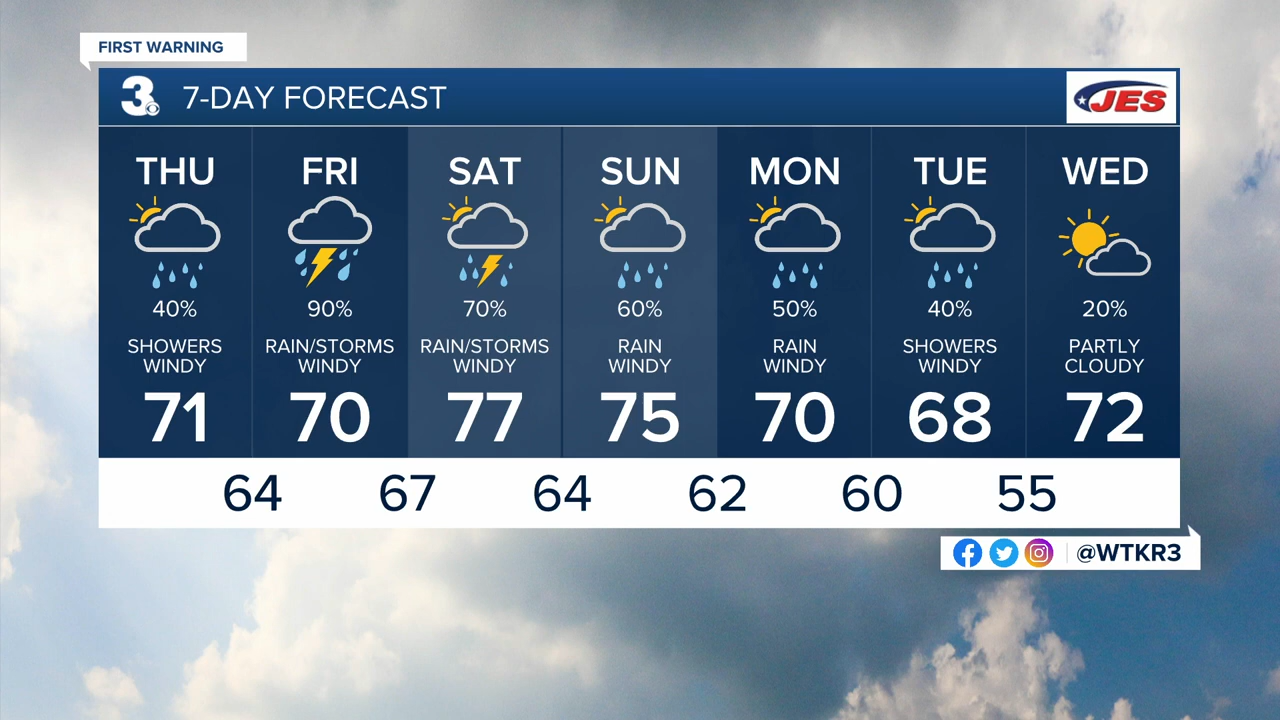 FIRST WARNING
3 7-DAY FORECAST
JES
THU FRI SAT SUN MON TUE WED
40% 90% 70% 60% 50% 40% 20%
SHOWERS RAIN/STORMS RAIN/STORMS RAIN RAIN SHOWERS PARTLY
WINDY WINDY WINDY WINDY WINDY WINDY CLOUDY
71 70 77 75 70 68 72
64 67 64 62 60 55
@WTKR3